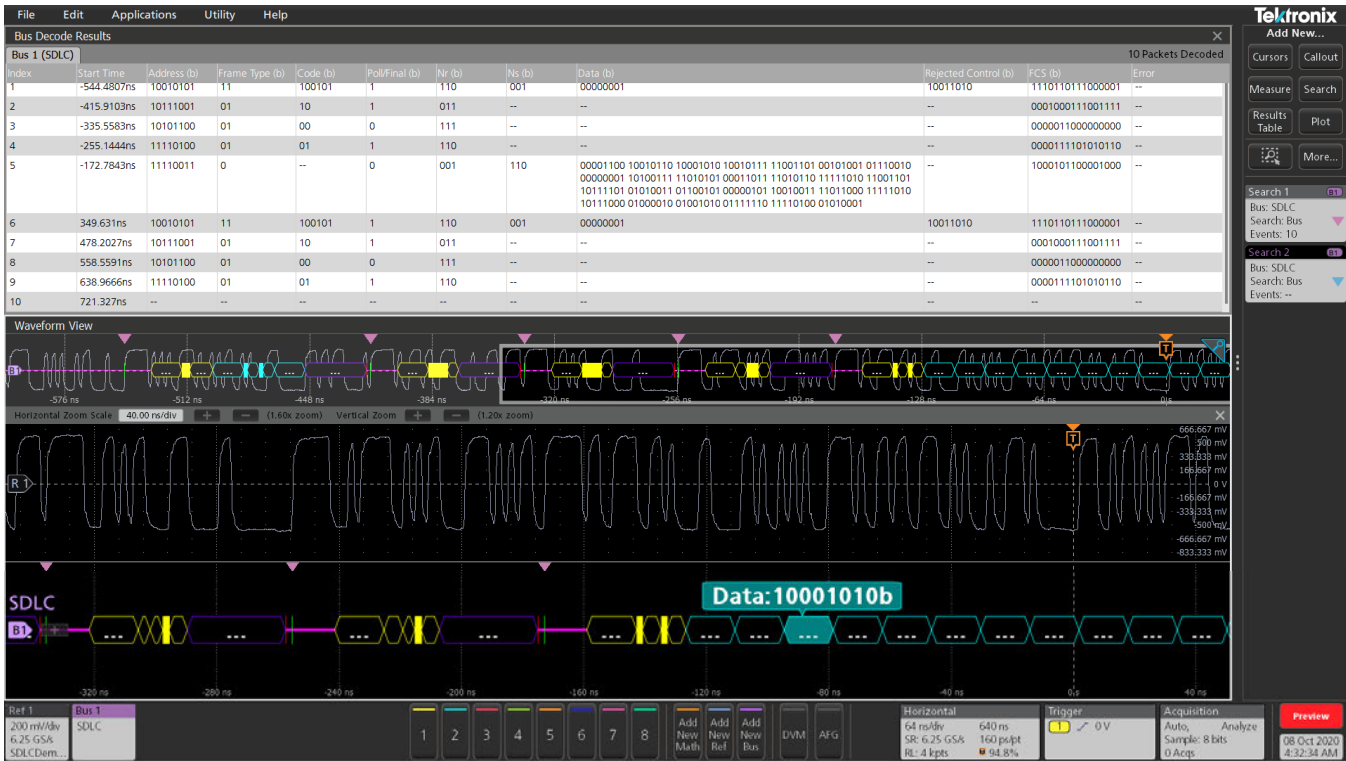 File Edit Applications Utility Help
Tektronix
Add New...
Bus Decode Results
Bus 1 (SDLC)
10 Packets Decoded
Index Start Time Address (b) Frame Type (b) Code (b) Poll/Final (b) Nr (b) Ns (b) Data (b) Rejected Control (b) FCS (b) Error
1 -544.4807ns 10010101 11 100101 1 110 001 00000001 10011010 1110110111000001 --
2 -415.9103ns 10111001 01 10 1 011 -- -- -- 0001000111001111 --
3 -335.5583ns 10101100 01 00 0 111 -- -- -- 0000011000000000 --
4 -255.1444ns 11110100 01 01 1 110 -- -- -- 0000111101010110 --
5 -172.7843ns 11110011 0 -- 0 001 110 00001100 10010110 10001010 10010111 11001101 00101001 01110010 -- 1000101100001000 --
00000001 10100111 11010101 00011011 11010110 11111010 11001101
10111101 01010011 01100101 00000101 10010011 11011000 11111010
10111000 01000010 01001010 01111110 11110100 01010001
6 349.631ns 10010101 11 100101 1 110 001 00000001 10011010 1110110111000001 --
7 478.2027ns 10111001 01 10 1 011 -- -- -- 0001000111001111 --
8 558.5591ns 10101100 01 00 0 111 -- -- -- 0000011000000000 --
9 638.9666ns 11110100 01 01 1 110 -- -- -- 0000111101010110 --
10 721.327ns -- -- -- -- -- -- -- -- -- --
Cursors Callout
Measure Search
Results Table Plot
More...
Search 1 B1
Bus: SDLC
Search: Bus
Events: 10
Search 2 B1
Bus: SDLC
Search: Bus
Events: --
Waveform View
B1
T
-576 ns -512 ns -448 ns -384 ns -320 ns -256 ns -192 ns -128 ns -64 ns 0s
Horizontal Zoom Scale 40.00 ns/div + - (1.60x zoom) Vertical Zoom + - (1.20x zoom)
T
666.667 mV
500 mV
333.333 mV
166.667 mV
R 1 0 V
-166.667 mV
-333.333 mV
-500 mV
-666.667 mV
-833.333 mV
Data:10001010b
SDLC
B1
-320 ns -280 ns -240 ns -200 ns -160 ns -120 ns -80 ns -40 ns 0s 40 ns
Ref 1
200 mV/div
6.25 GS/s
SDLCDem...
Bus 1
SDLC
1 2 3 4 5 6 7 8
Add New Math
Add New Ref
Add New Bus
DVM AFG
Horizontal
64 ns/div 640 ns
SR: 6.25 GS/s 160 ps/pt
RL: 4 kpts 94.8%
Trigger
1 0 V
Acquisition
Auto, Analyze
Sample: 8 bits
0 Acqs
Preview
08 Oct 2020
4:32:34 AM